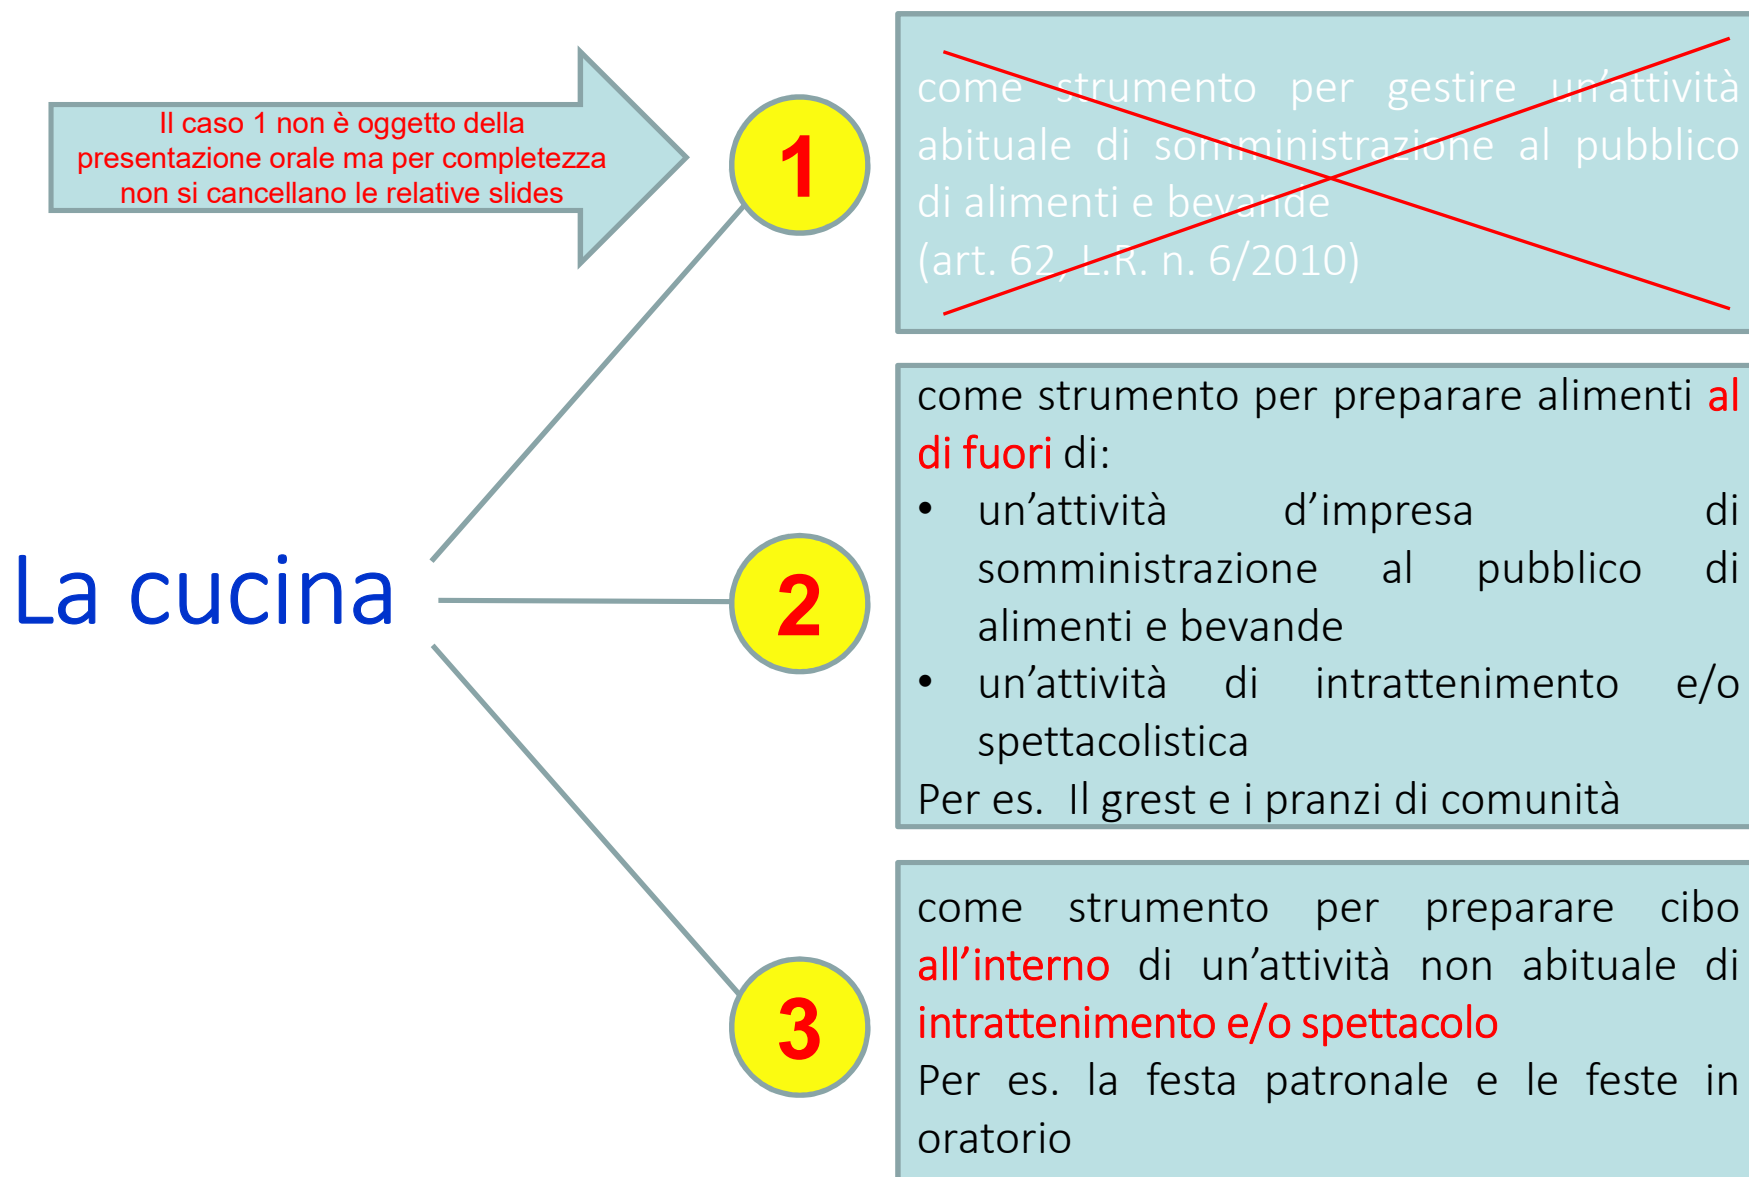 Il caso 1 non è oggetto della
presentazione orale ma per completezza
non si cancellano le relative slides
1
come strumento per gestire un’attività
abituale di somministrazione al pubblico
di alimenti e bevande
(art. 62, L.R. n. 6/2010)
La cucina
2
come strumento per preparare alimenti al
di fuori di:
• un’attività d’impresa di
somministrazione al pubblico di
alimenti e bevande
• un’attività di intrattenimento e/o
spettacolistica
Per es. Il grest e i pranzi di comunità
3
come strumento per preparare cibo
all’interno di un’attività non abituale di
intrattenimento e/o spettacolo
Per es. la festa patronale e le feste in
oratorio